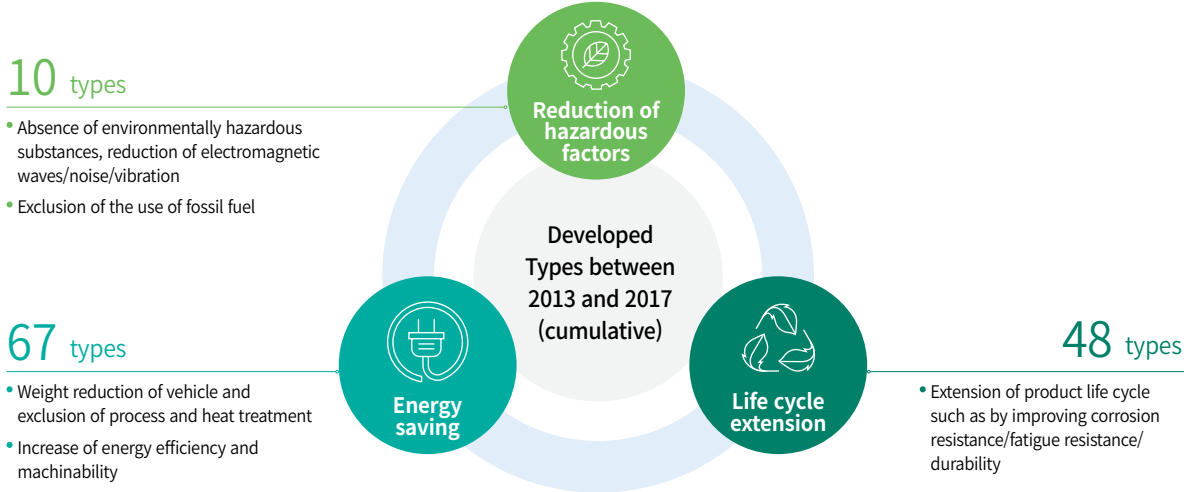 10 types
• Absence of environmentally hazardous
substances, reduction of electromagnetic
waves/noise/vibration
• Exclusion of the use of fossil fuel
Reduction of
hazardous
factors
Developed
Types between
2013 and 2017
(cumulative)
67 types
• Weight reduction of vehicle and
exclusion of process and heat treatment
• Increase of energy efficiency and
machinability
Energy
saving
Life cycle
extension
48 types
• Extension of product life cycle
such as by improving corrosion
resistance/fatigue resistance/
durability